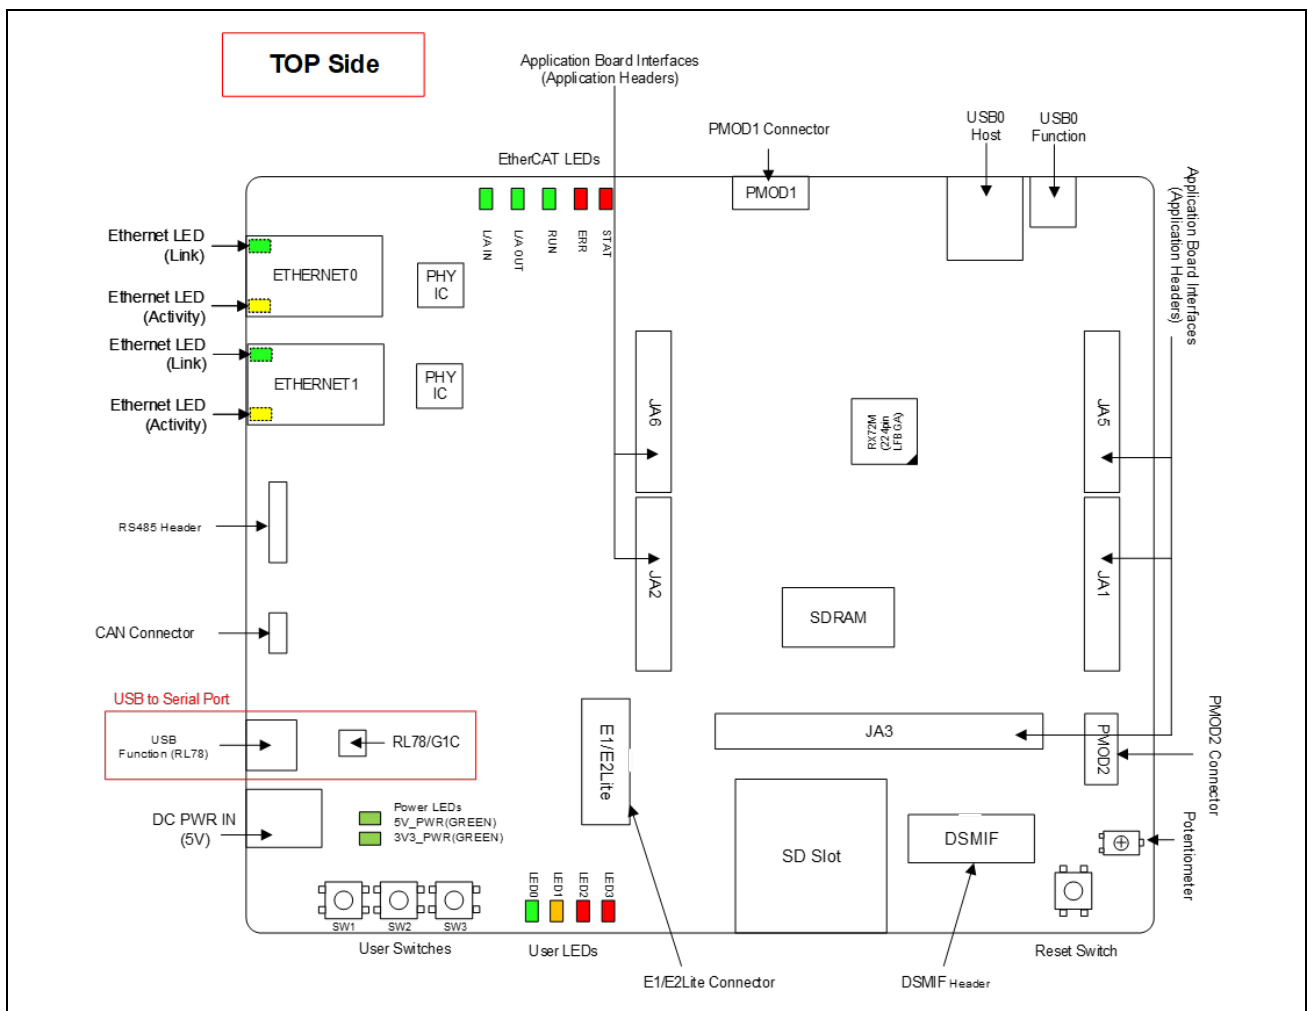 TOP Side
Application Board Interfaces
(Application Headers)
PMOD1 Connector
USB0
Host
USB0
Function
EtherCAT LEDs
PMOD1
L/A IN
L/A OUT
RUN
ERR
STAT
Application Board Interfaces
(Application Headers)
Ethernet LED
(Link)
ETHERNET0
PHY
IC
Ethernet LED
(Activity)
Ethernet LED
(Link)
ETHERNET1
PHY
IC
Ethernet LED
(Activity)
JA6
RX72M
(224pin
LFBGA)
JA5
RS485 Header
JA2
JA1
SDRAM
CAN Connector
USB to Serial Port
USB
Function (RL78)
RL78/G1C
E1/E2Lite
JA3
PMOD2
PMOD2 Connector
DC PWR IN
(5V)
Power LEDs
5V_PWR(GREEN)
3V3_PWR(GREEN)
SD Slot
DSMIF
Potentiometer
LED0
LED1
LED2
LED3
SW1
SW2
SW3
User Switches
User LEDs
Reset Switch
E1/E2Lite Connector
DSMIF Header